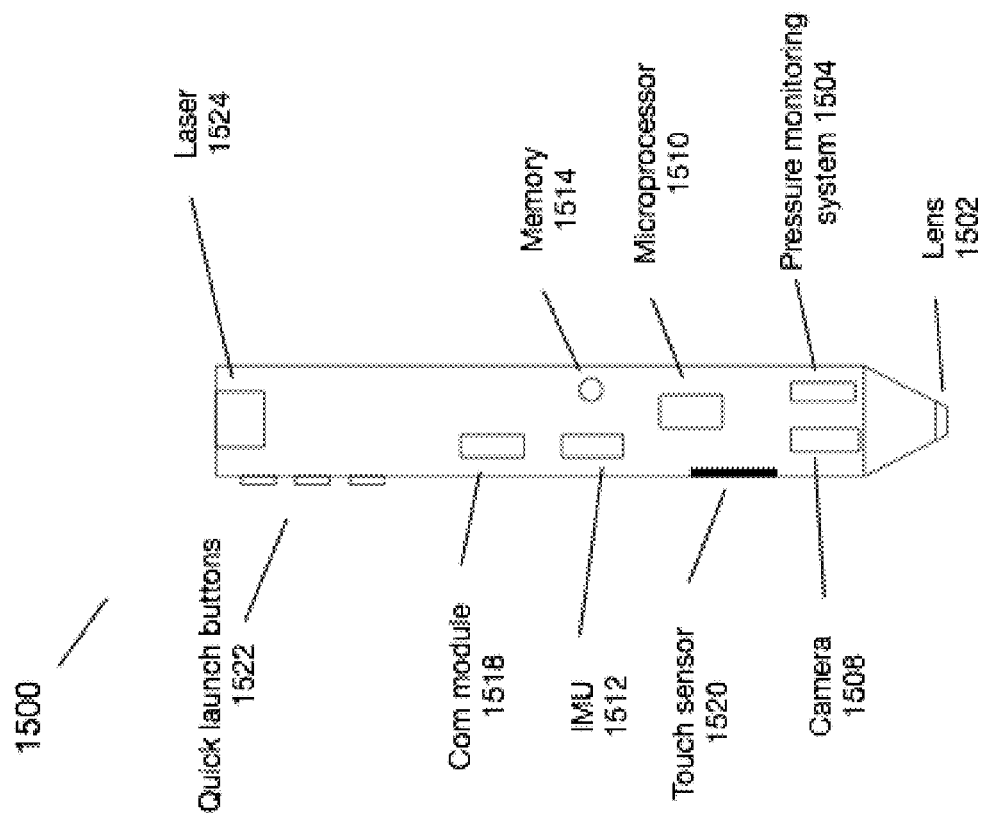 1500
Quick launch buttons
1522
Com module
1518
IMU
1512
Touch sensor
1520
Camera
1508
Laser
1524
Memory
1514
Microprocessor
1510
Pressure monitoring
system 1504
Lens
1502